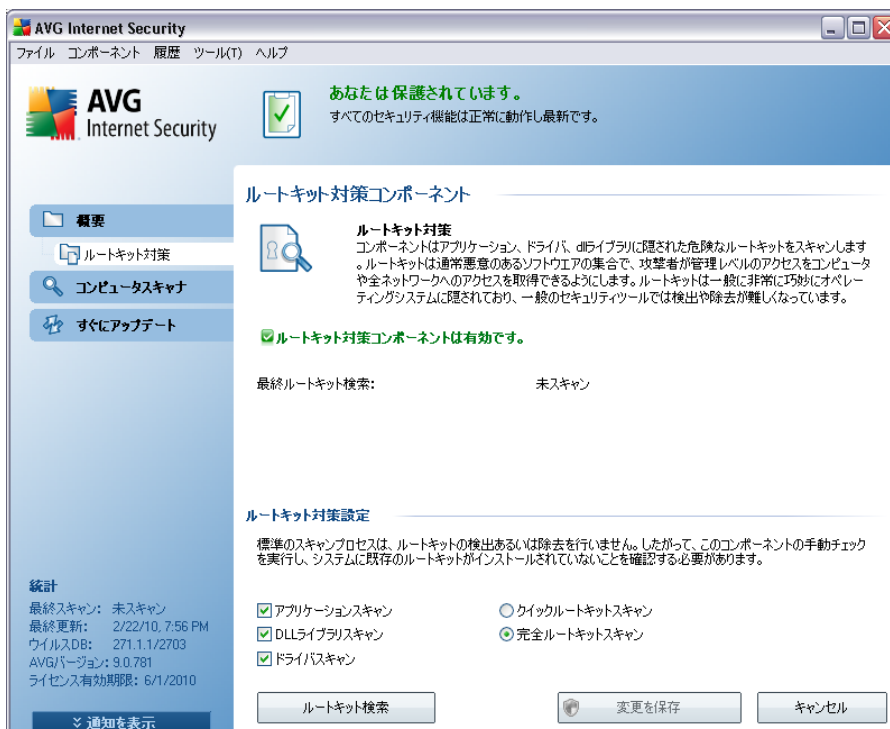 AVG Internet Security
ファイル コンポーネント 履歴 ツール(T) ヘルプ
AVG
Internet Security
あなたは保護されています。
すべてのセキュリティ機能は正常に動作し最新です。
概要
ルートキット対策
コンピュータスキャナ
すぐにアップデート
ルートキット対策コンポーネント
ルートキット対策
コンポーネントはアプリケーション、ドライバ、dllライブラリに隠された危険なルートキットをスキャンします
。ルートキットは通常悪意のあるソフトウエアの集合で、攻撃者が管理レベルのアクセスをコンピュータ
や全ネットワークへのアクセスを取得できるようにします。ルートキットは一般に非常に巧妙にオペレー
ティングシステムに隠されており、一般のセキュリティツールでは検出や除去が難しくなっています。
ルートキット対策コンポーネントは有効です。
最終ルートキット検索: 未スキャン
ルートキット対策設定
標準のスキャンプロセスは、ルートキットの検出あるいは除去を行いません。したがって、このコンポーネントの手動チェック
を実行し、システムに既存のルートキットがインストールされていないことを確認する必要があります。
アプリケーションスキャン
DLLライブラリスキャン
ドライバスキャン
クイックルートキットスキャン
完全ルートキットスキャン
ルートキット検索
変更を保存
キャンセル
統計
最終スキャン: 未スキャン
最終更新: 2/22/10, 7:56 PM
ウイルスDB: 271.1.1/2703
AVGバージョン: 9.0.781
ライセンス有効期限: 6/1/2010
通知を表示